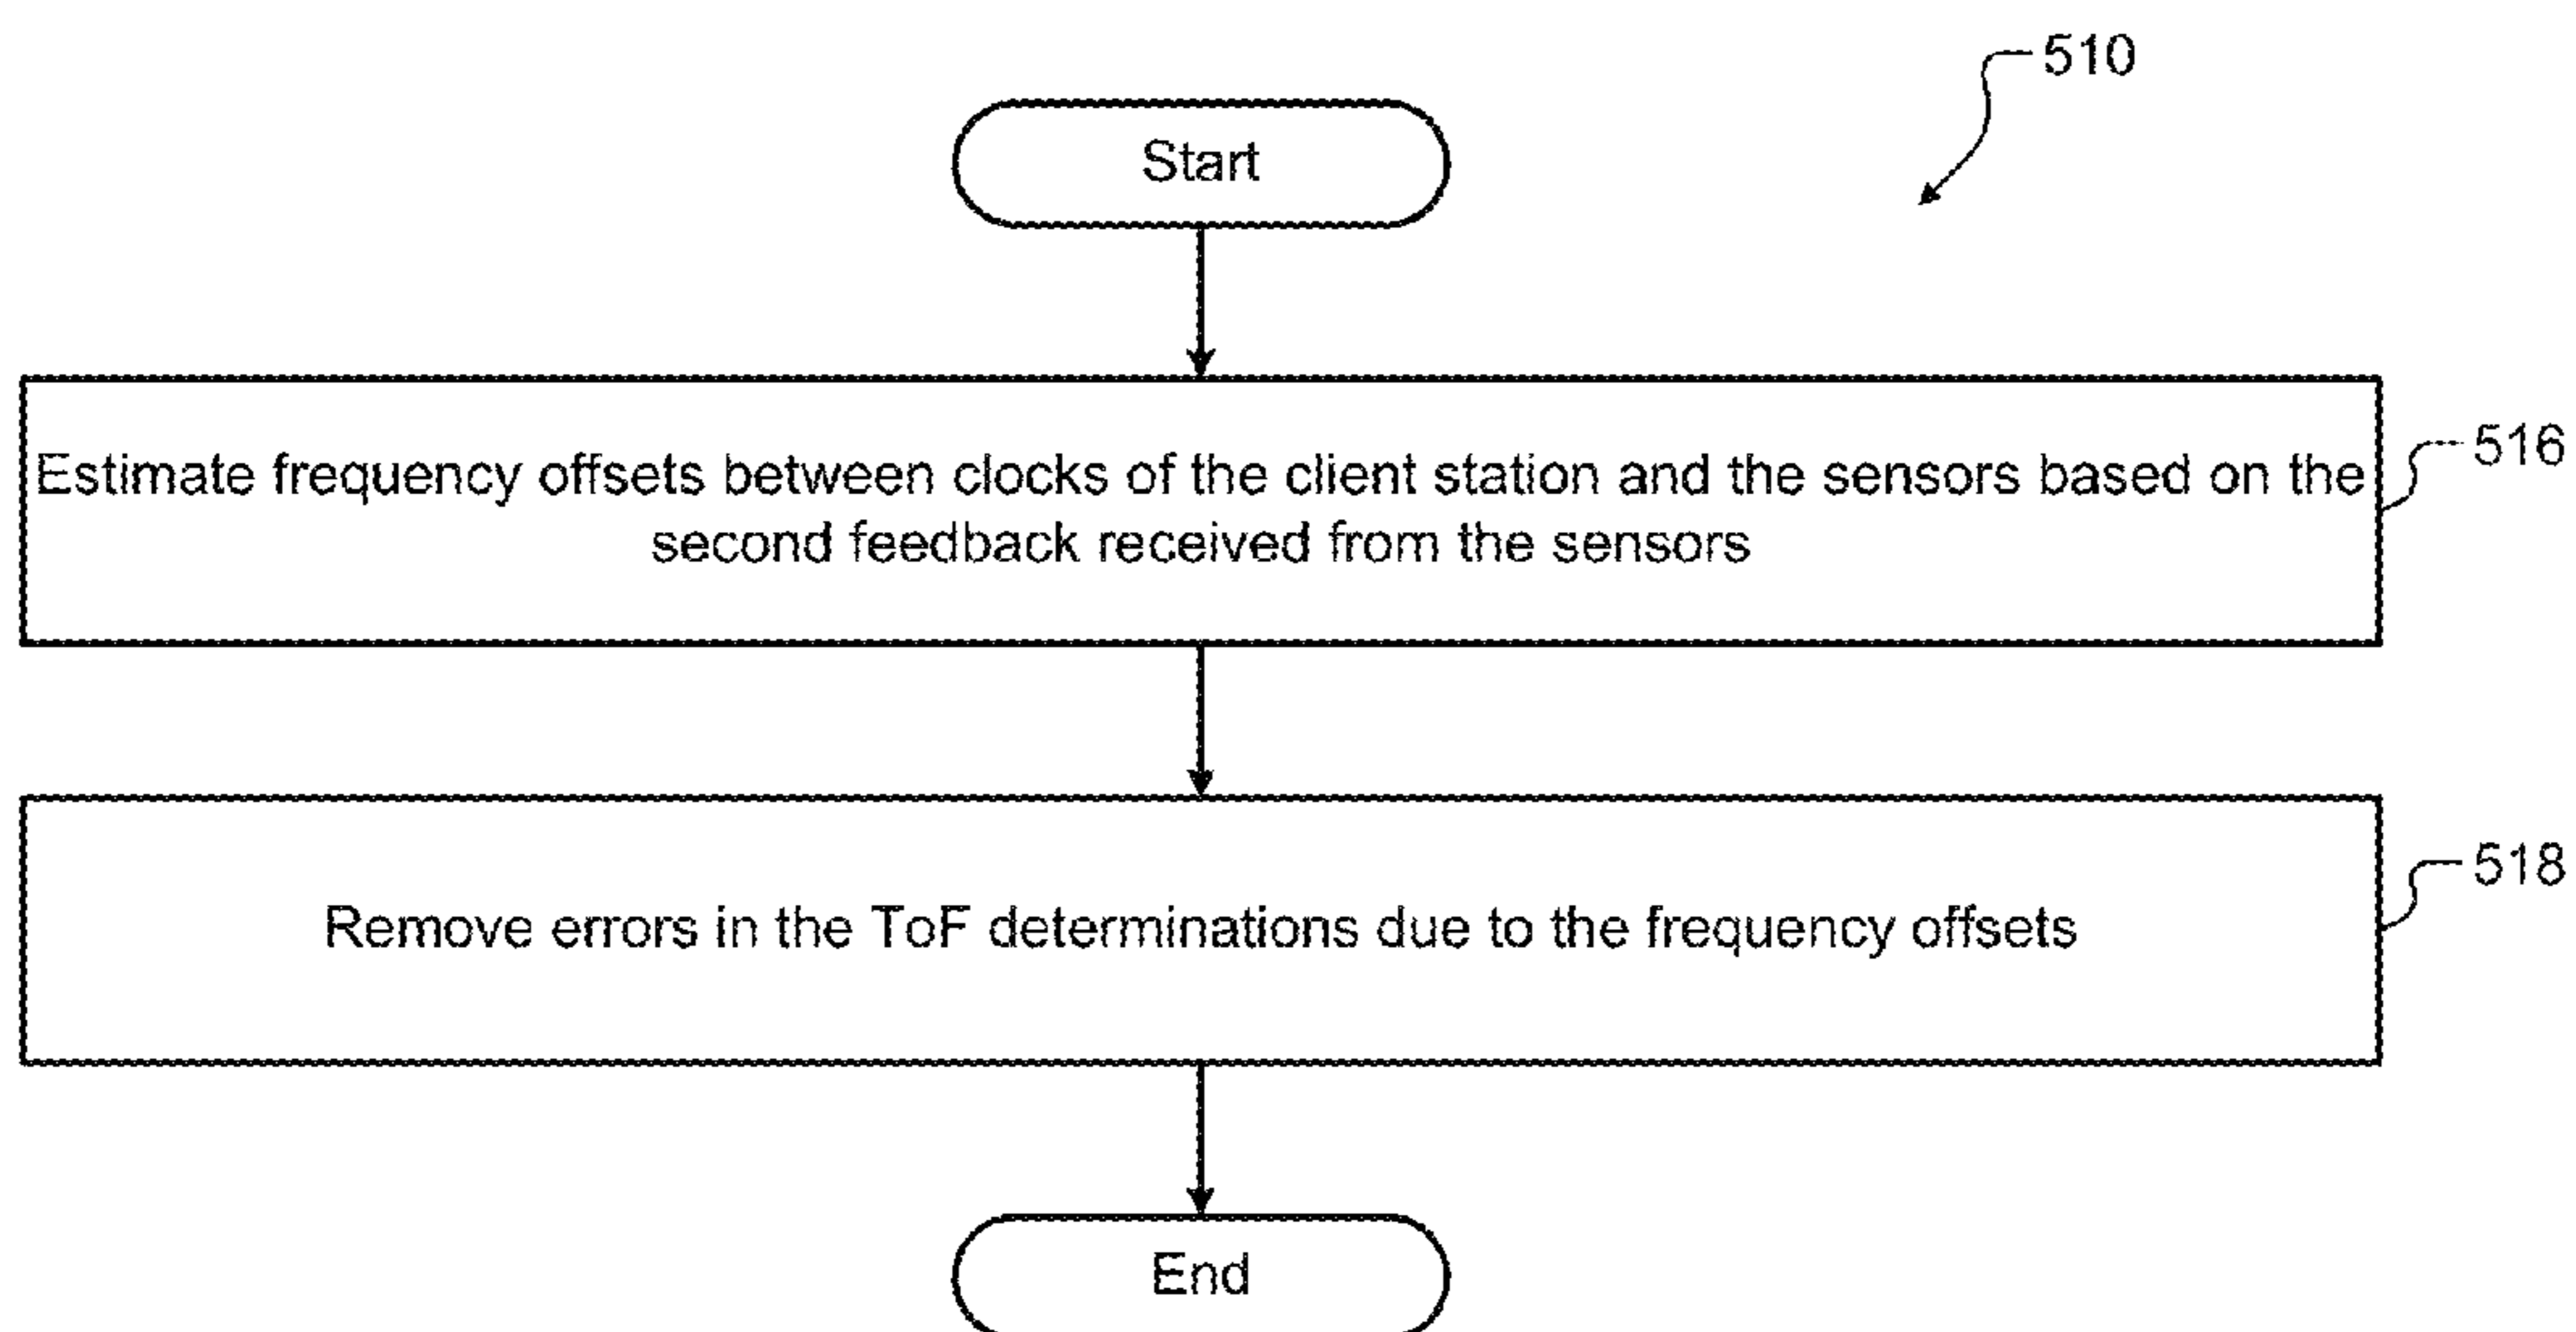 510
Start
Estimate frequency offsets between clocks of the client station and the sensors based on the
second feedback received from the sensors
516
Remove errors in the ToF determinations due to the frequency offsets
518
End